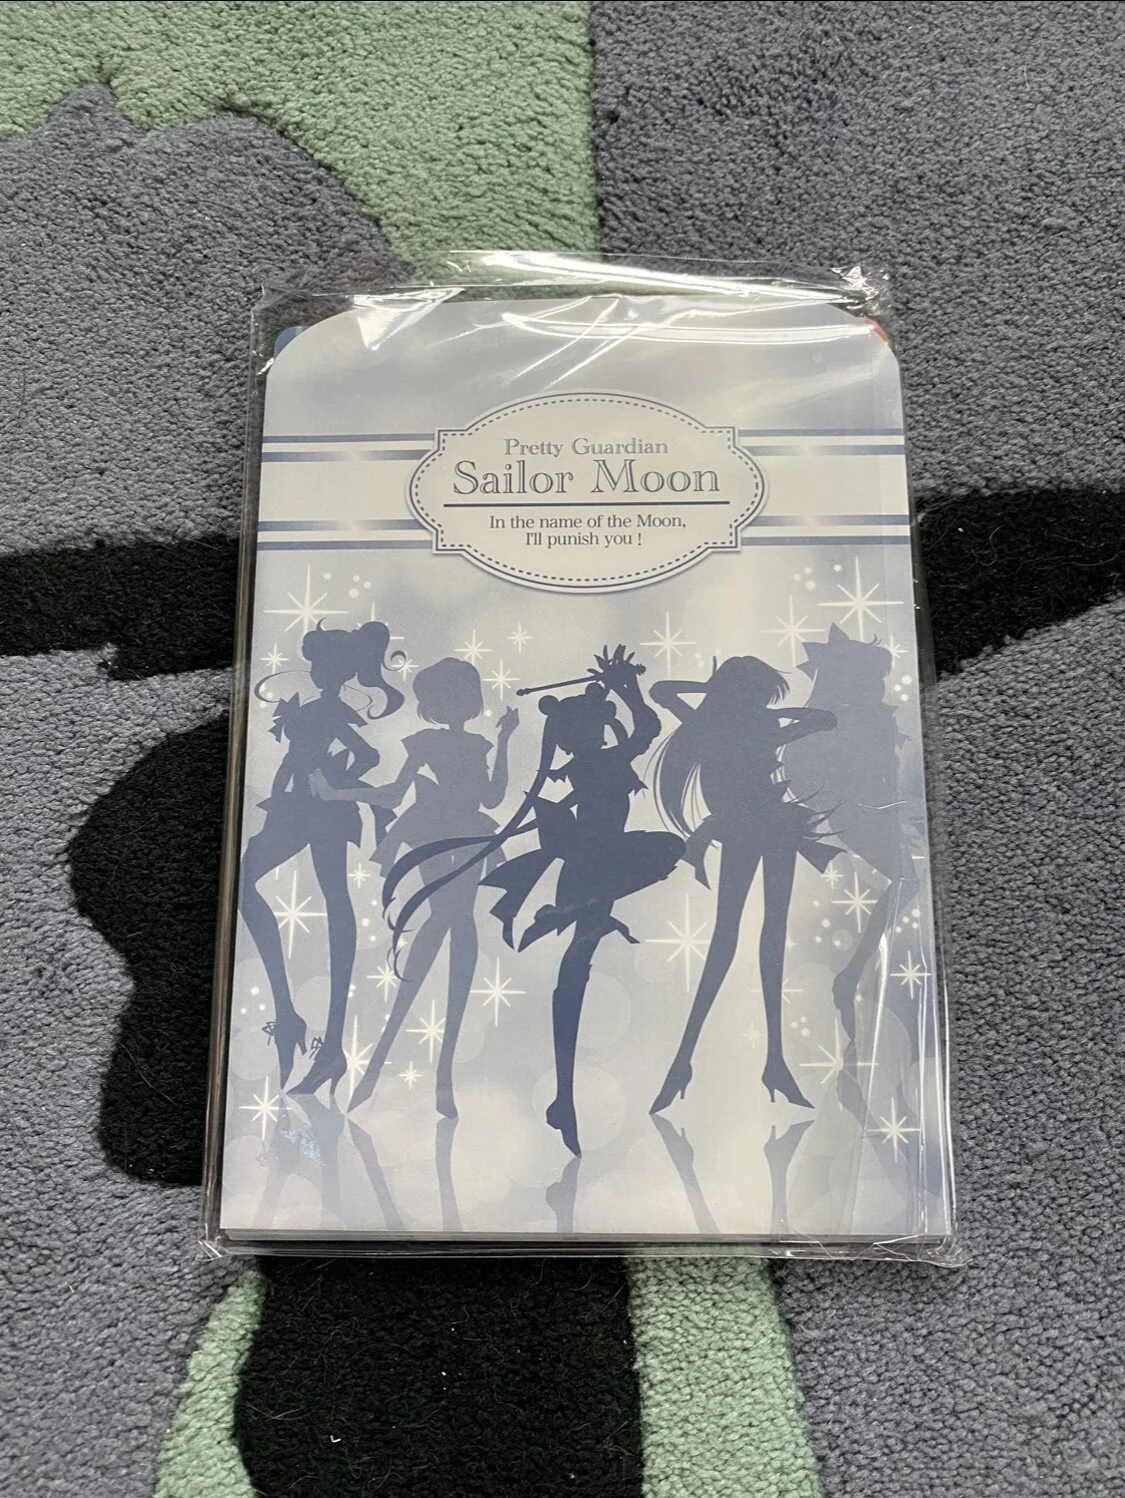 Pretty Guardian
Sailor Moon
In the name of the Moon,
I'll punish you !